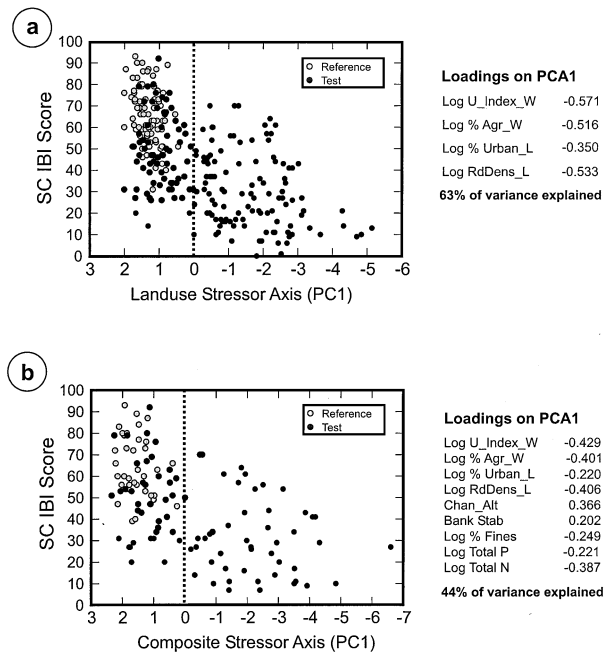 a
100
90
80
70
60
50
40
30
20
10
0
SC IBI Score
Reference
Test
3 2 1 0 -1 -2 -3 -4 -5 -6
Landuse Stressor Axis (PC1)
Loadings on PCA1
Log U_Index_W -0.571
Log % Agr_W -0.516
Log % Urban_L -0.350
Log RdDens_L -0.533
63% of variance explained
b
100
90
80
70
60
50
40
30
20
10
0
SC IBI Score
Reference
Test
3 2 1 0 -1 -2 -3 -4 -5 -6 -7
Composite Stressor Axis (PC1)
Loadings on PCA1
Log U_Index_W -0.429
Log % Agr_W -0.401
Log % Urban_L -0.220
Log RdDens_L -0.406
Chan_Alt 0.366
Bank Stab 0.202
Log % Fines -0.249
Log Total P -0.221
Log Total N -0.387
44% of variance explained